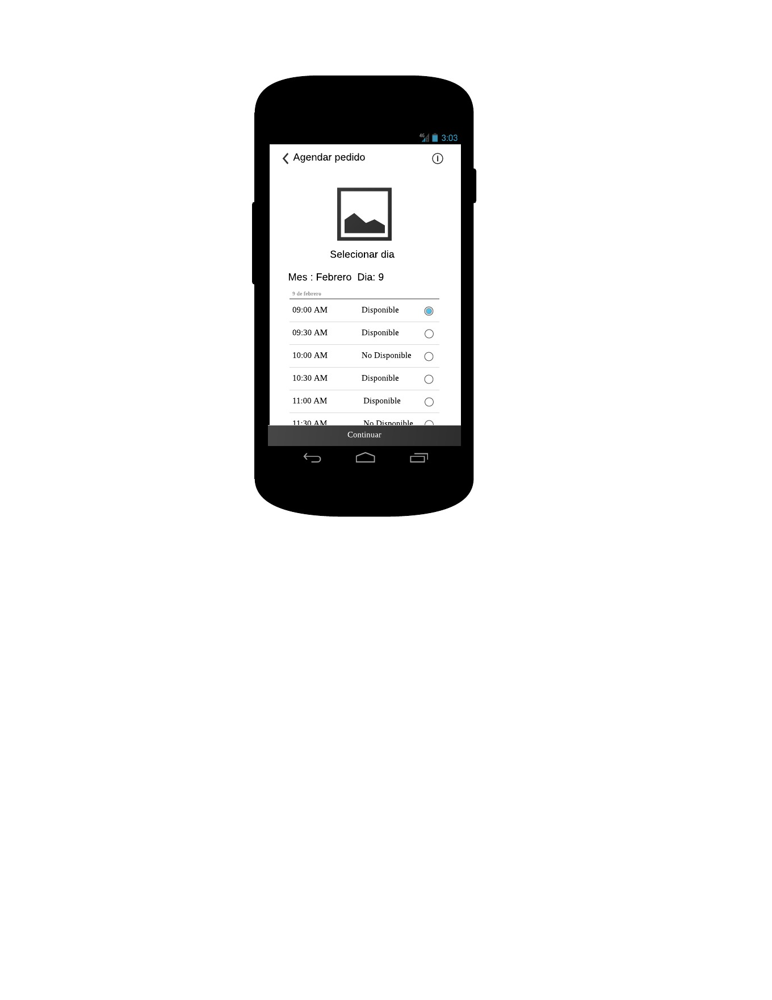 4G 3:03
Agendar pedido
Selecionar dia
Mes : Febrero  Dia: 9
9 de febrero
09:00 AM Disponible
09:30 AM Disponible
10:00 AM No Disponible
10:30 AM Disponible
11:00 AM Disponible
11:30 AM No Disponible
Continuar